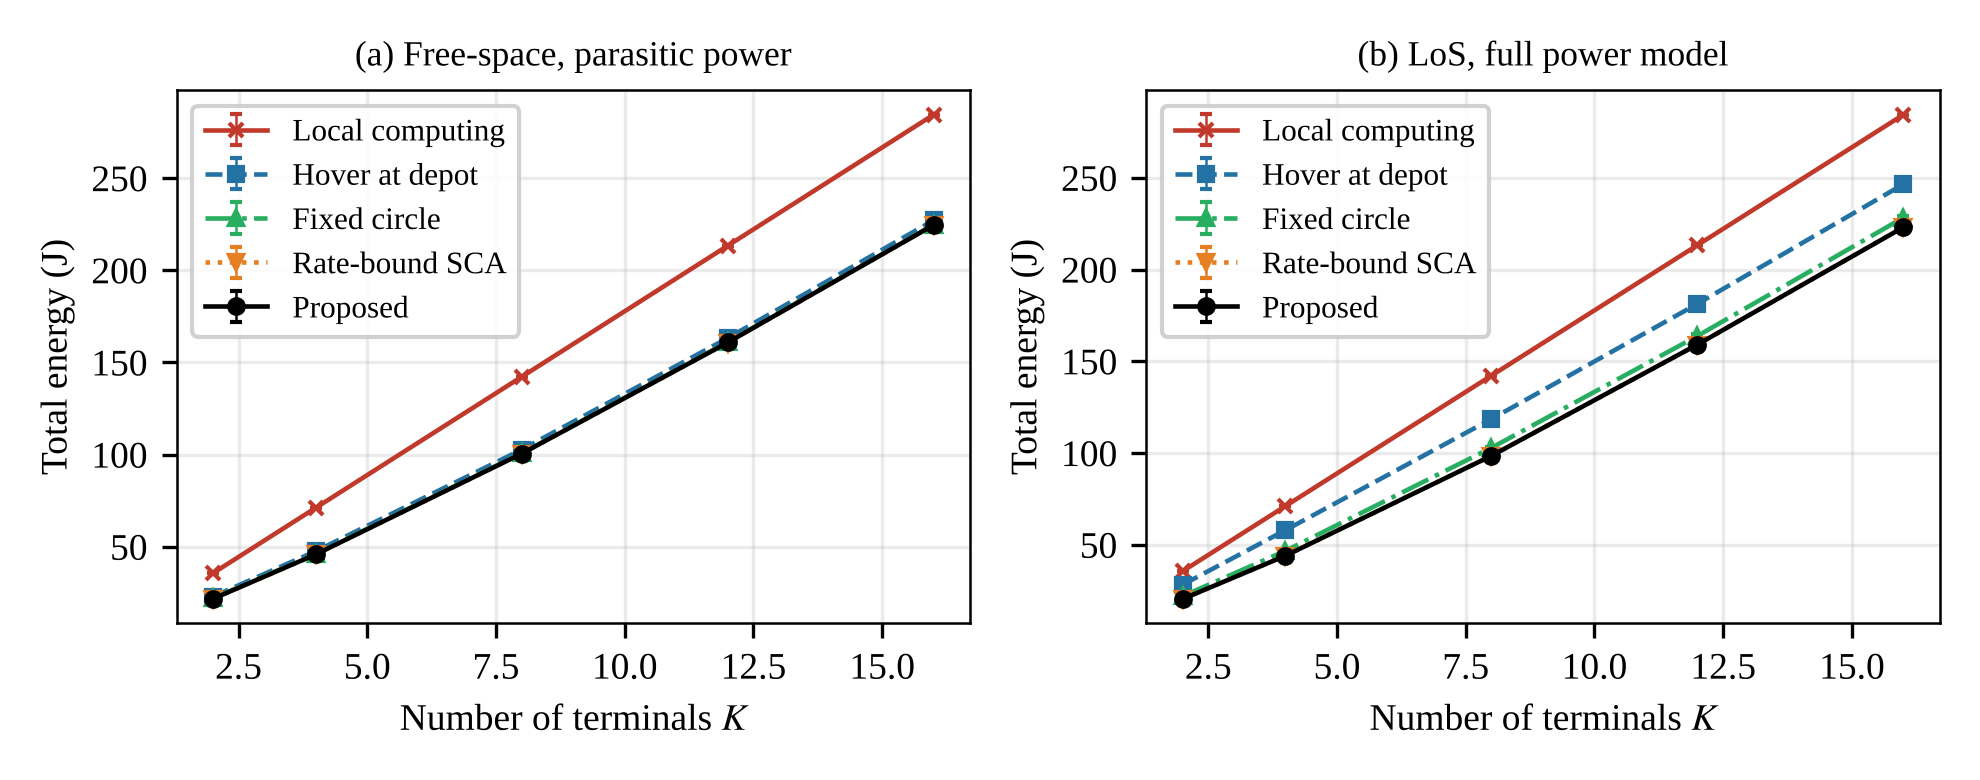 (a) Free-space, parasitic power
Local computing
Hover at depot
Fixed circle
Rate-bound SCA
Proposed
Total energy (J)
250
200
150
100
50
2.5 5.0 7.5 10.0 12.5 15.0
Number of terminals K
(b) LoS, full power model
Local computing
Hover at depot
Fixed circle
Rate-bound SCA
Proposed
Total energy (J)
250
200
150
100
50
2.5 5.0 7.5 10.0 12.5 15.0
Number of terminals K